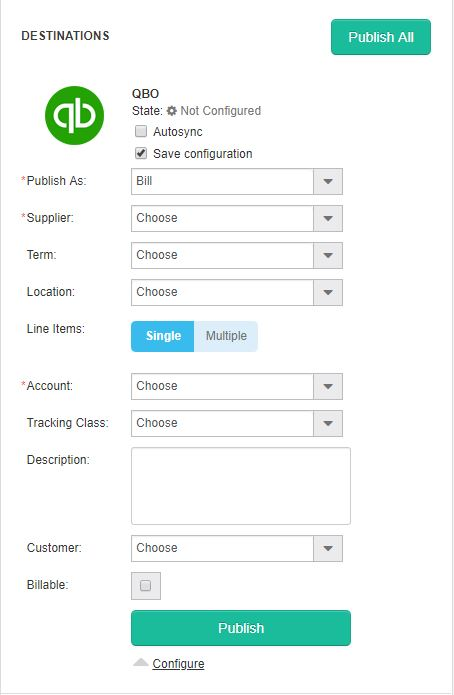 DESTINATIONS
Publish All
qb
QBO
State: Not Configured
Autosync
Save configuration
*Publish As: Bill
*Supplier: Choose
Term: Choose
Location: Choose
Line Items: Single Multiple
*Account: Choose
Tracking Class: Choose
Description:
Customer: Choose
Billable:
Publish
Configure